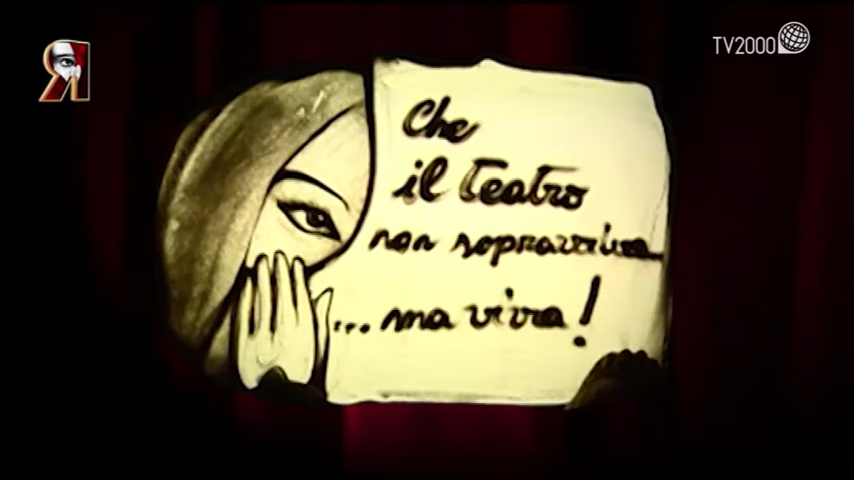 TV2000
Che
il teatro
non sopravviva
... ma viva!